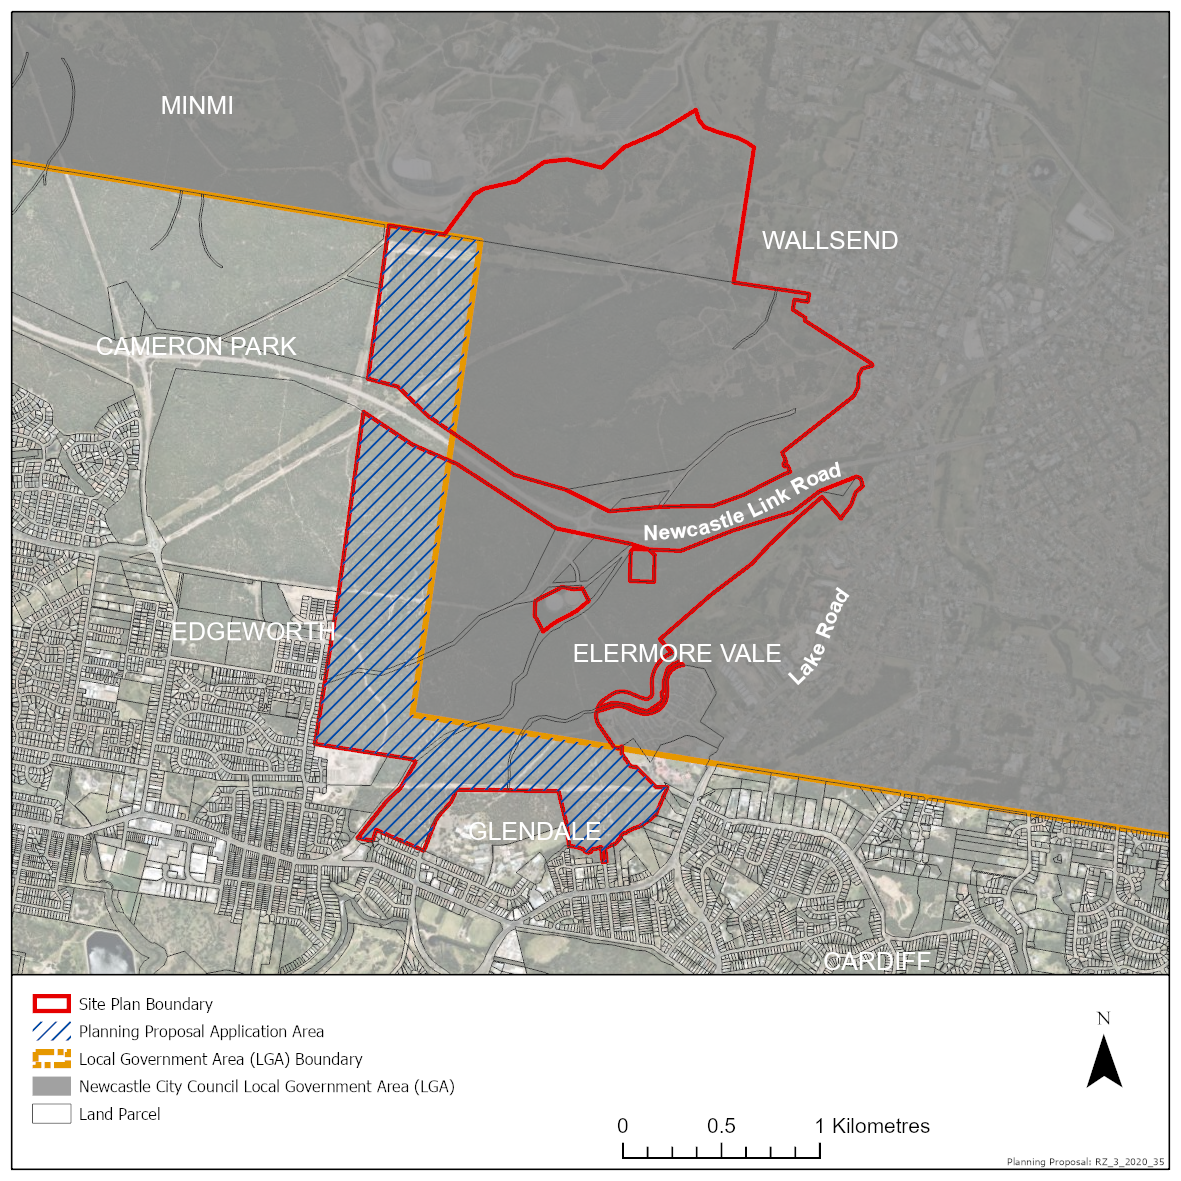 MINMI
WALLSEND
CAMERON PARK
Newcastle Link Road
Lake Road
EDGEWORTH
ELERMORE VALE
GLENDALE
CARDIFF
Site Plan Boundary
Planning Proposal Application Area
Local Government Area (LGA) Boundary
Newcastle City Council Local Government Area (LGA)
Land Parcel
N
0 0.5 1 Kilometres
Planning Proposal: RZ_3_2020_35